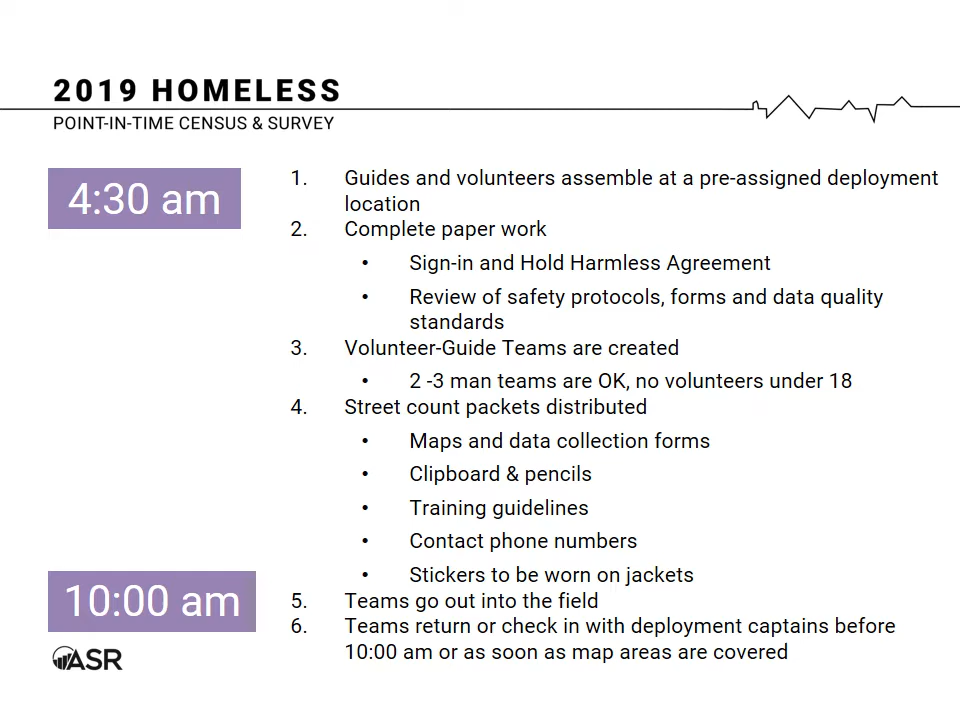 2019 HOMELESS
POINT-IN-TIME CENSUS & SURVEY
4:30 am
1. Guides and volunteers assemble at a pre-assigned deployment
location
2. Complete paper work
• Sign-in and Hold Harmless Agreement
• Review of safety protocols, forms and data quality
standards
3. Volunteer-Guide Teams are created
• 2 -3 man teams are OK, no volunteers under 18
4. Street count packets distributed
• Maps and data collection forms
• Clipboard & pencils
• Training guidelines
• Contact phone numbers
• Stickers to be worn on jackets
10:00 am
5. Teams go out into the field
6. Teams return or check in with deployment captains before
10:00 am or as soon as map areas are covered
ASR